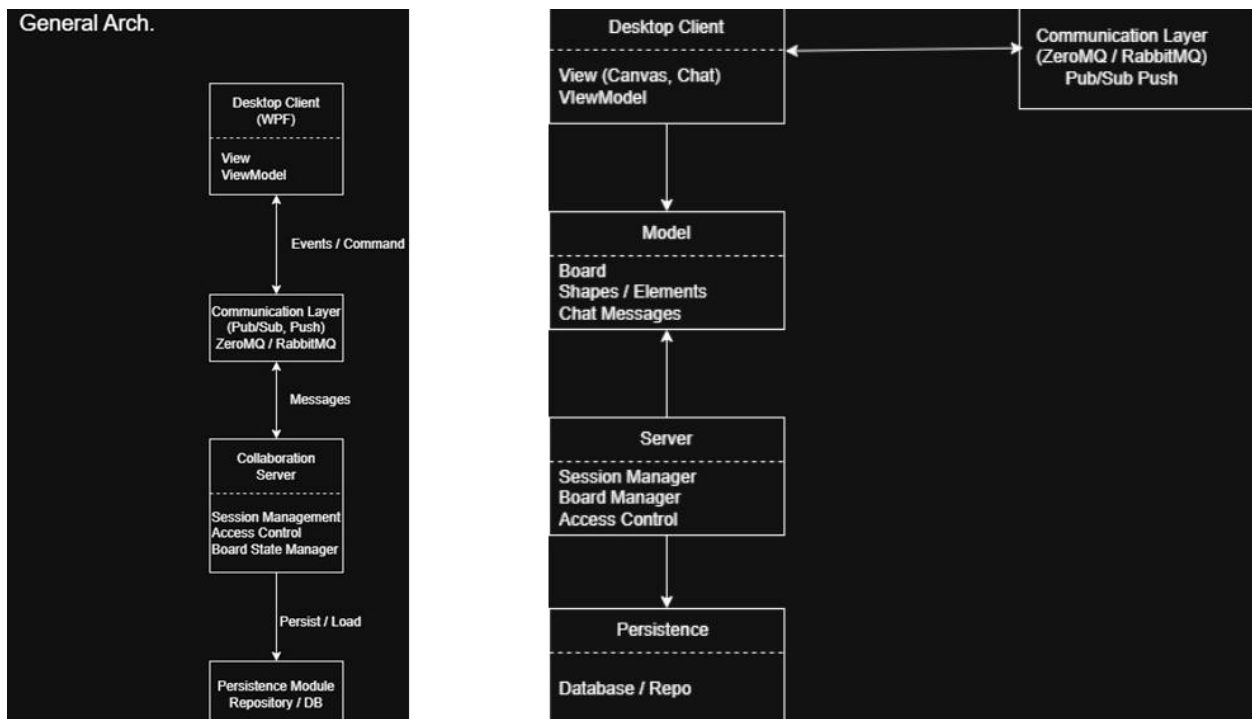 General Arch.
Desktop Client
(WPF)
View
ViewModel
Events / Command
Communication Layer
(Pub/Sub, Push)
ZeroMQ / RabbitMQ
Messages
Collaboration
Server
Session Management
Access Control
Board State Manager
Persist / Load
Persistence Module
Repository / DB
Desktop Client
View (Canvas, Chat)
VIewModel
Communication Layer
(ZeroMQ / RabbitMQ)
Pub/Sub Push
Model
Board
Shapes / Elements
Chat Messages
Server
Session Manager
Board Manager
Access Control
Persistence
Database / Repo